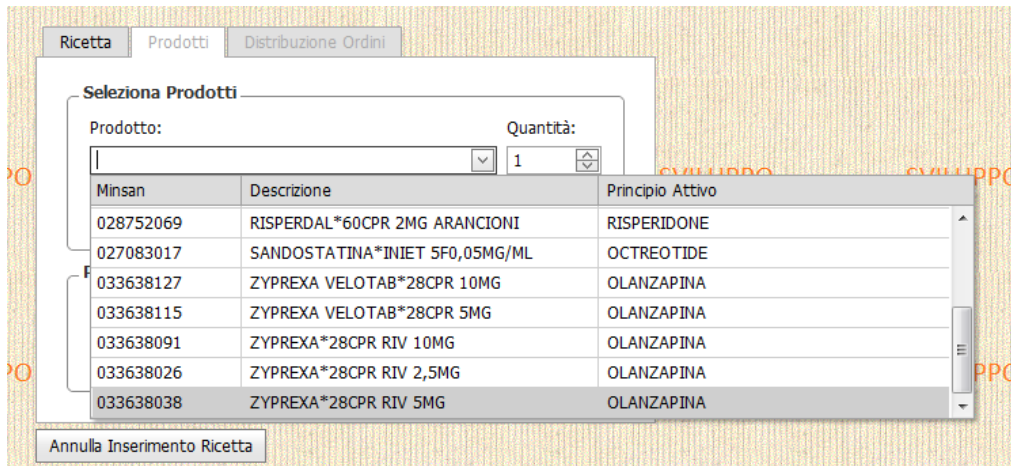 Ricetta Prodotti Distribuzione Ordini
Seleziona Prodotti
Prodotto: Quantità:
1
Minsan Descrizione Principio Attivo
028752069 RISPERDAL*60CPR 2MG ARANCIONI RISPERIDONE
027083017 SANDOSTATINA*INIET 5F0,05MG/ML OCTREOTIDE
033638127 ZYPREXA VELOTAB*28CPR 10MG OLANZAPINA
033638115 ZYPREXA VELOTAB*28CPR 5MG OLANZAPINA
033638091 ZYPREXA*28CPR RIV 10MG OLANZAPINA
033638026 ZYPREXA*28CPR RIV 2,5MG OLANZAPINA
033638038 ZYPREXA*28CPR RIV 5MG OLANZAPINA
Annulla Inserimento Ricetta